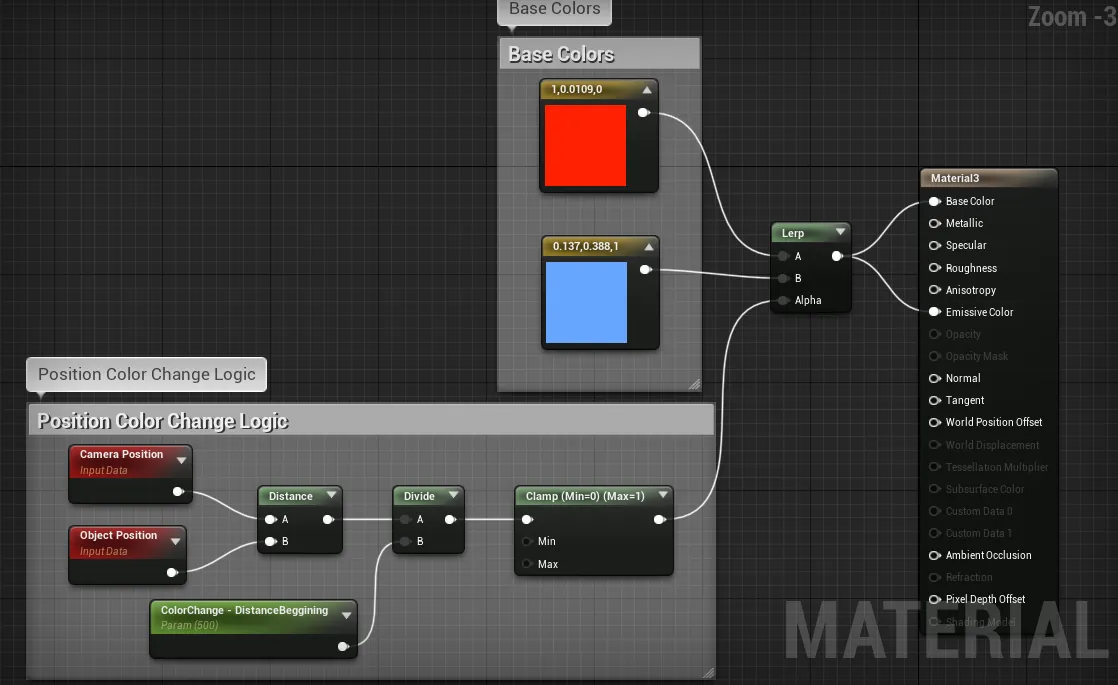 Base Colors
Zoom -3
Base Colors
1,0.0109,0
0.137,0.388,1
Lerp
A
B
Alpha
Material3
Base Color
Metallic
Specular
Roughness
Anisotropy
Emissive Color
Opacity
Opacity Mask
Normal
Tangent
World Position Offset
World Displacement
Tessellation Multiplier
Subsurface Color
Custom Data 0
Custom Data 1
Ambient Occlusion
Refraction
Pixel Depth Offset
Shading Model
Position Color Change Logic
Position Color Change Logic
Camera Position
Input Data
Object Position
Input Data
Distance
A
B
Divide
A
B
Clamp (Min=0) (Max=1)
Min
Max
ColorChange - DistanceBeggining
Param (500)
MATERIAL